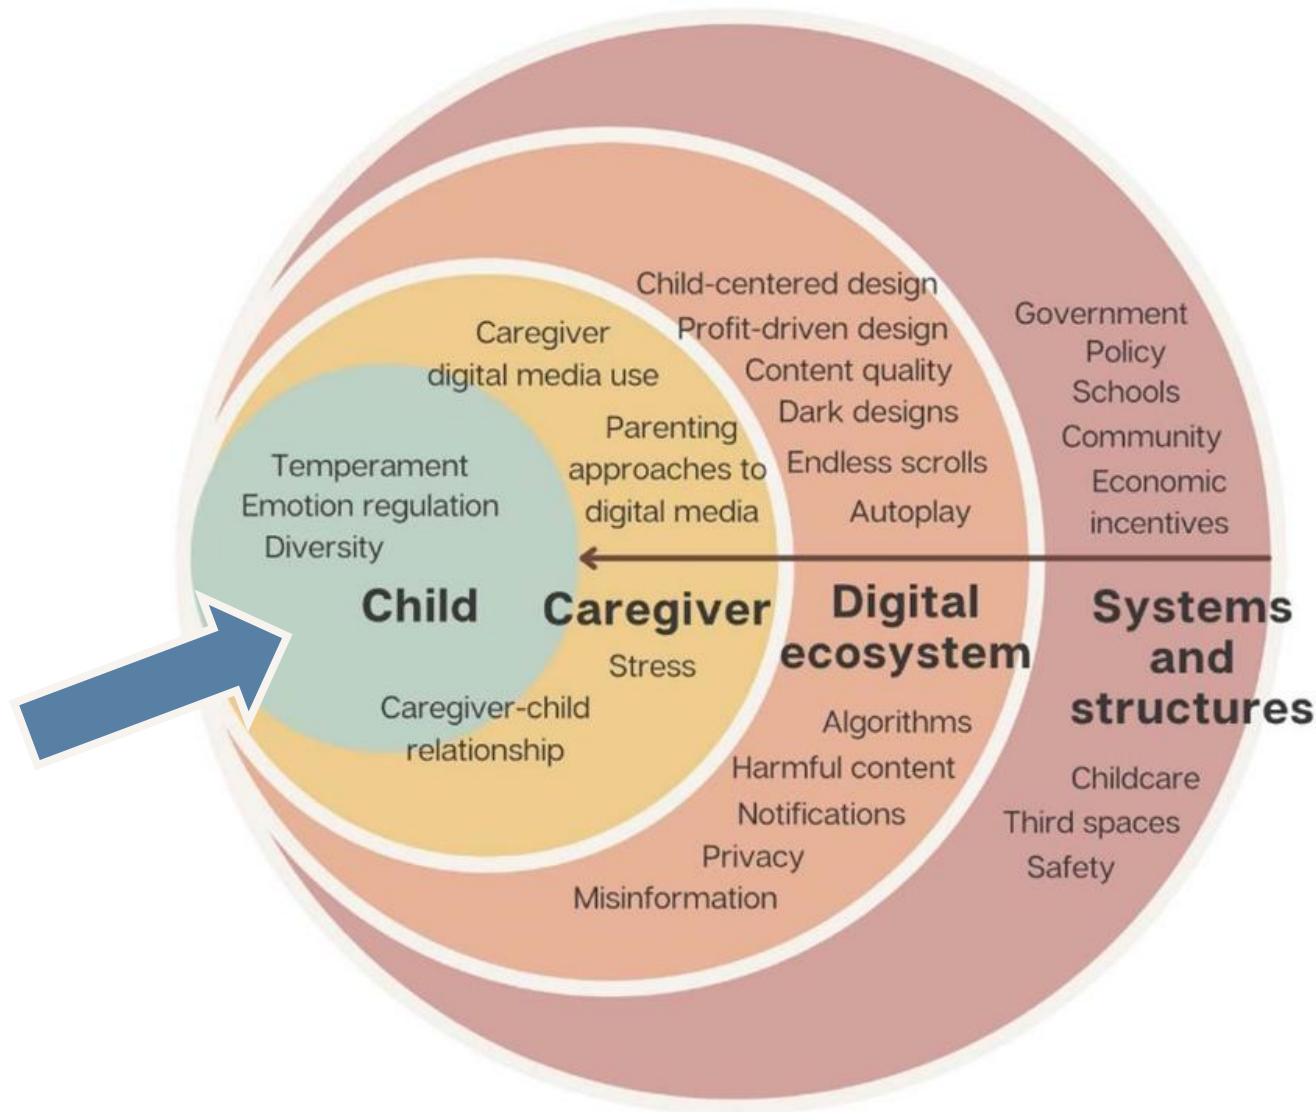 Temperament
Emotion regulation
Diversity
Child
Caregiver
digital media use
Parenting
approaches to
digital media
Caregiver
Stress
Caregiver-child
relationship
Child-centered design
Profit-driven design
Content quality
Dark designs
Endless scrolls
Autoplay
Digital
ecosystem
Algorithms
Harmful content
Notifications
Privacy
Misinformation
Government
Policy
Schools
Community
Economic
incentives
Systems
and
structures
Childcare
Third spaces
Safety